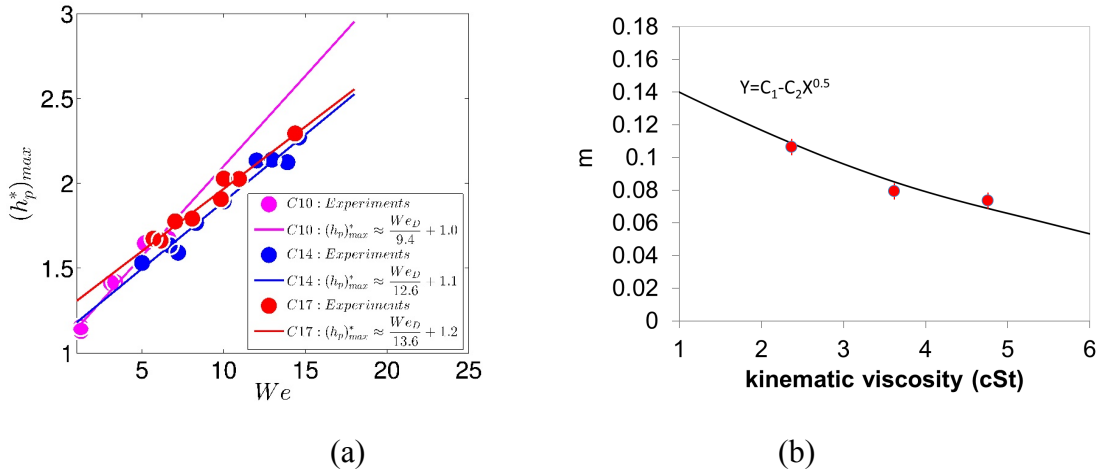 3
2.5
2
1.5
1
5
10
15
20
25
(h_p^*)_{max}
We
C10 : Experiments
C10 : (h_p)^*_{max} ≈ We_D/9.4 + 1.0
C14 : Experiments
C14 : (h_p)^*_{max} ≈ We_D/12.6 + 1.1
C17 : Experiments
C17 : (h_p)^*_{max} ≈ We_D/13.6 + 1.2
(a)
0.18
0.16
0.14
0.12
0.1
0.08
0.06
0.04
0.02
0
m
Y=C₁-C₂X^{0.5}
1 2 3 4 5 6
kinematic viscosity (cSt)
(b)